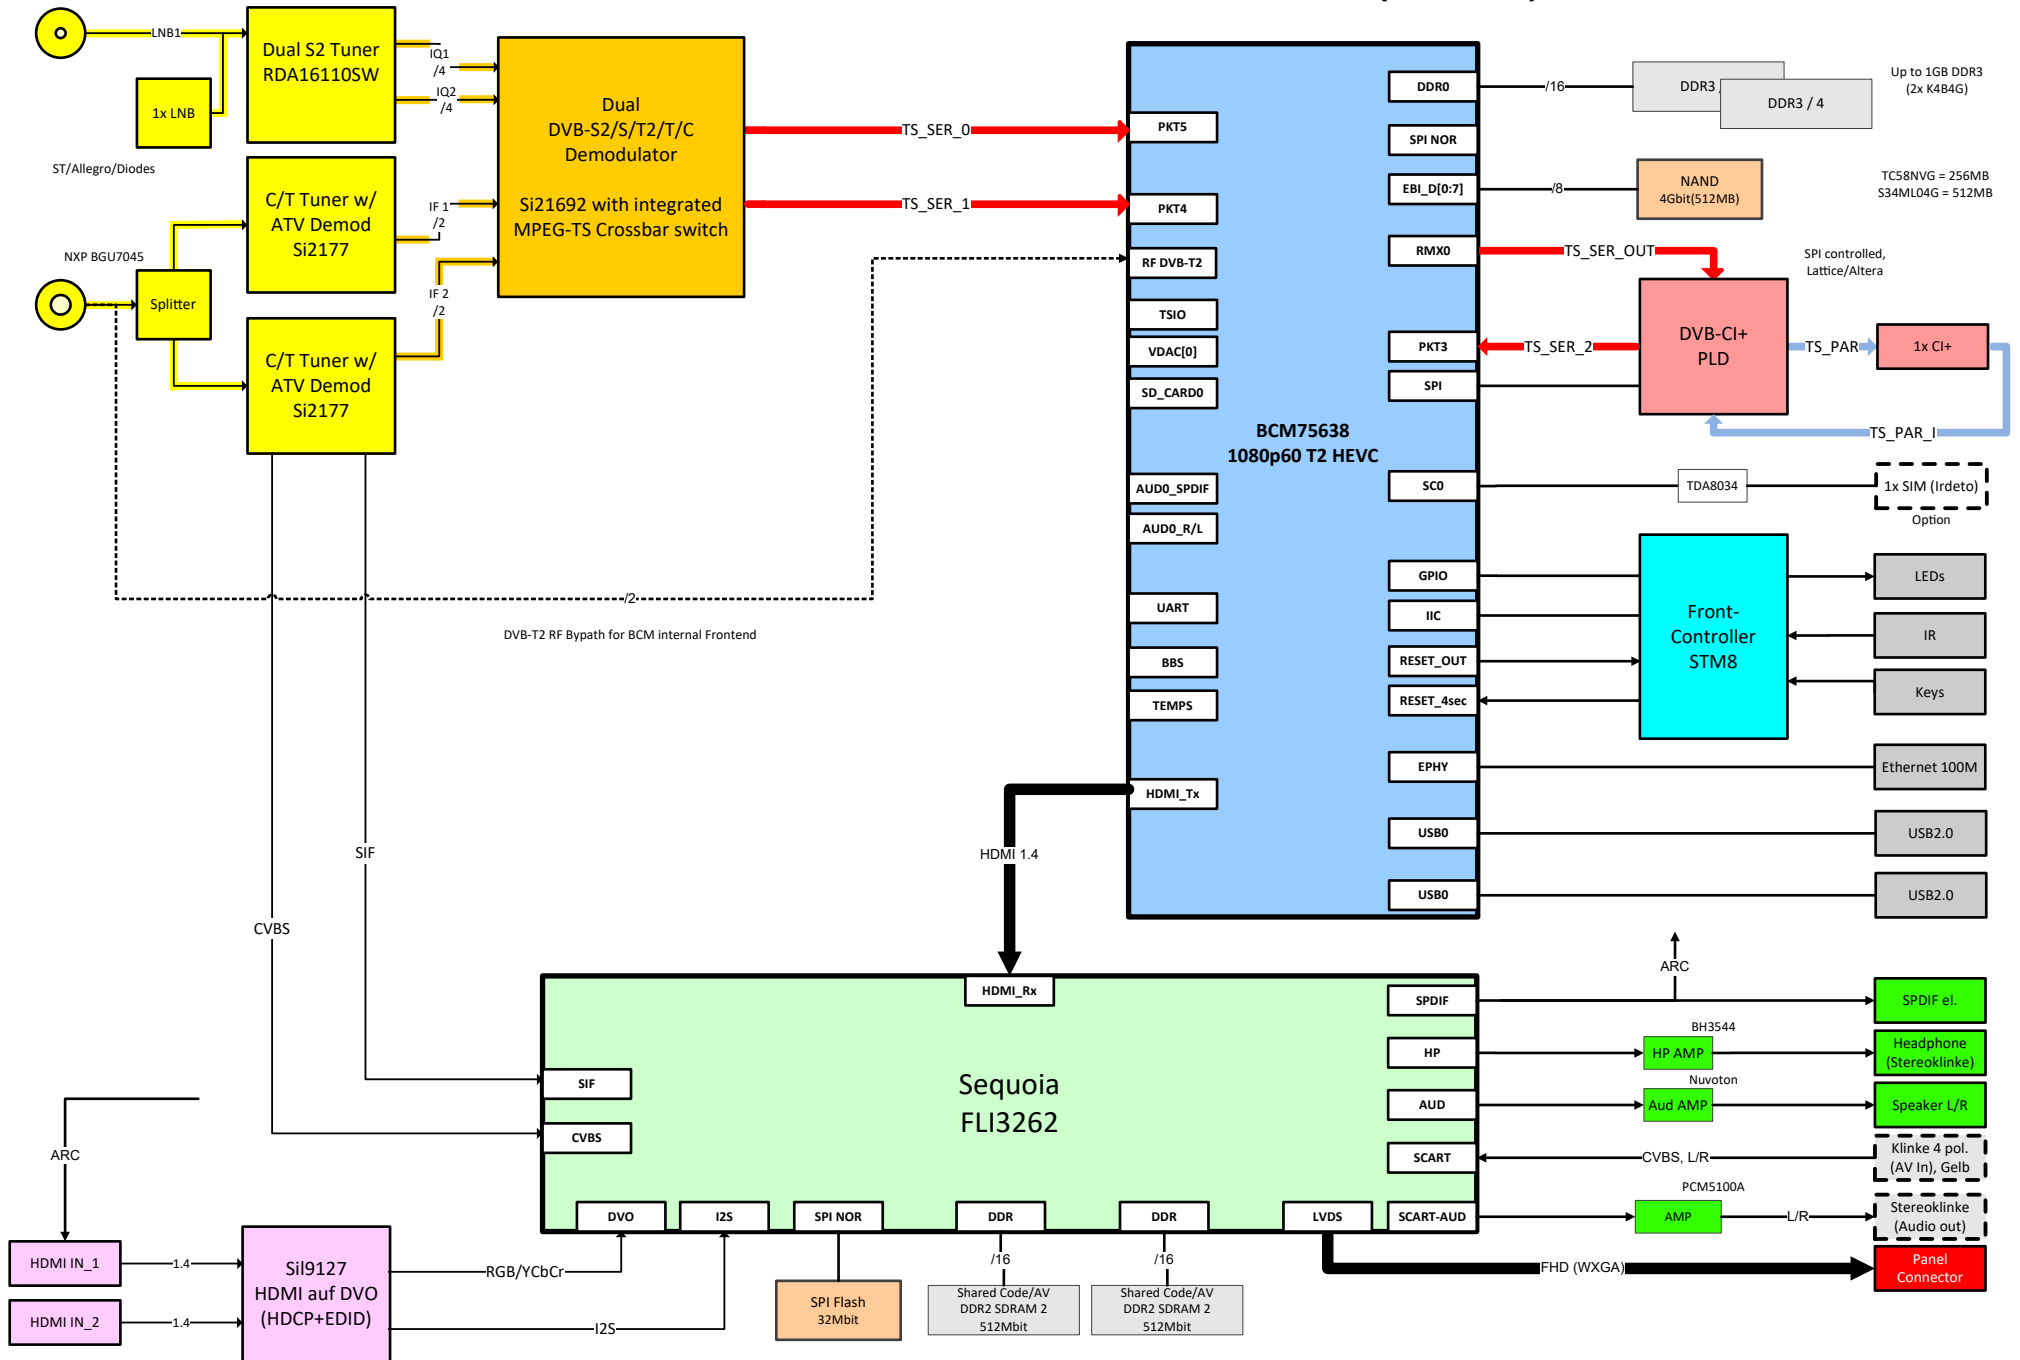 LNB1
Dual S2 Tuner
RDA16110SW
1x LNB
ST/Allegro/Diodes
IQ1
/4
IQ2
/4
C/T Tuner w/
ATV Demod
Si2177
IF 1
/2
NXP BGU7045
Splitter
IF 2
/2
C/T Tuner w/
ATV Demod
Si2177
Dual
DVB-S2/S/T2/T/C
Demodulator
Si21692 with integrated
MPEG-TS Crossbar switch
TS_SER_0
TS_SER_1
/2
DVB-T2 RF Bypath for BCM internal Frontend
SIF
CVBS
HDMI 1.4
PKT5
PKT4
RF DVB-T2
TSIO
VDAC[0]
SD_CARD0
AUD0_SPDIF
AUD0_R/L
UART
BBS
TEMPS
HDMI_Tx
BCM75638
1080p60 T2 HEVC
DDR0
SPI NOR
EBI_D[0:7]
RMX0
PKT3
SPI
SC0
GPIO
IIC
RESET_OUT
RESET_4sec
EPHY
USB0
USB0
/16
DDR3
DDR3 / 4
Up to 1GB DDR3
(2x K4B4G)
/8
NAND
4Gbit(512MB)
TC58NVG = 256MB
S34ML04G = 512MB
TS_SER_OUT
SPI controlled,
Lattice/Altera
TS_SER_2
DVB-CI+
PLD
TS_PAR
1x CI+
TS_PAR_I
TDA8034
1x SIM (Irdeto)
Option
Front-
Controller
STM8
LEDs
IR
Keys
Ethernet 100M
USB2.0
USB2.0
ARC
HDMI_Rx
SIF
CVBS
Sequoia
FLI3262
SPDIF
HP
AUD
SCART
SCART-AUD
DVO
I2S
SPI NOR
DDR
DDR
LVDS
SPDIF el.
BH3544
HP AMP
Headphone
(Stereoklinke)
Nuvoton
Aud AMP
Speaker L/R
CVBS, L/R
Klinke 4 pol.
(AV In), Gelb
PCM5100A
AMP
L/R
Stereoklinke
(Audio out)
FHD (WXGA)
Panel
Connector
ARC
HDMI IN_1
1.4
HDMI IN_2
1.4
Sil9127
HDMI auf DVO
(HDCP+EDID)
RGB/YCbCr
I2S
SPI Flash
32Mbit
/16
Shared Code/AV
DDR2 SDRAM 2
512Mbit
/16
Shared Code/AV
DDR2 SDRAM 2
512Mbit